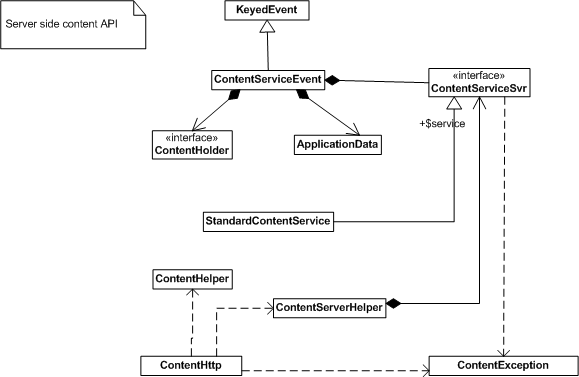 Server side content API
KeyedEvent
ContentServiceEvent
«interface»
ContentServiceSvr
«interface»
ContentHolder
ApplicationData
+$service
StandardContentService
ContentHelper
ContentServerHelper
ContentHttp
ContentException